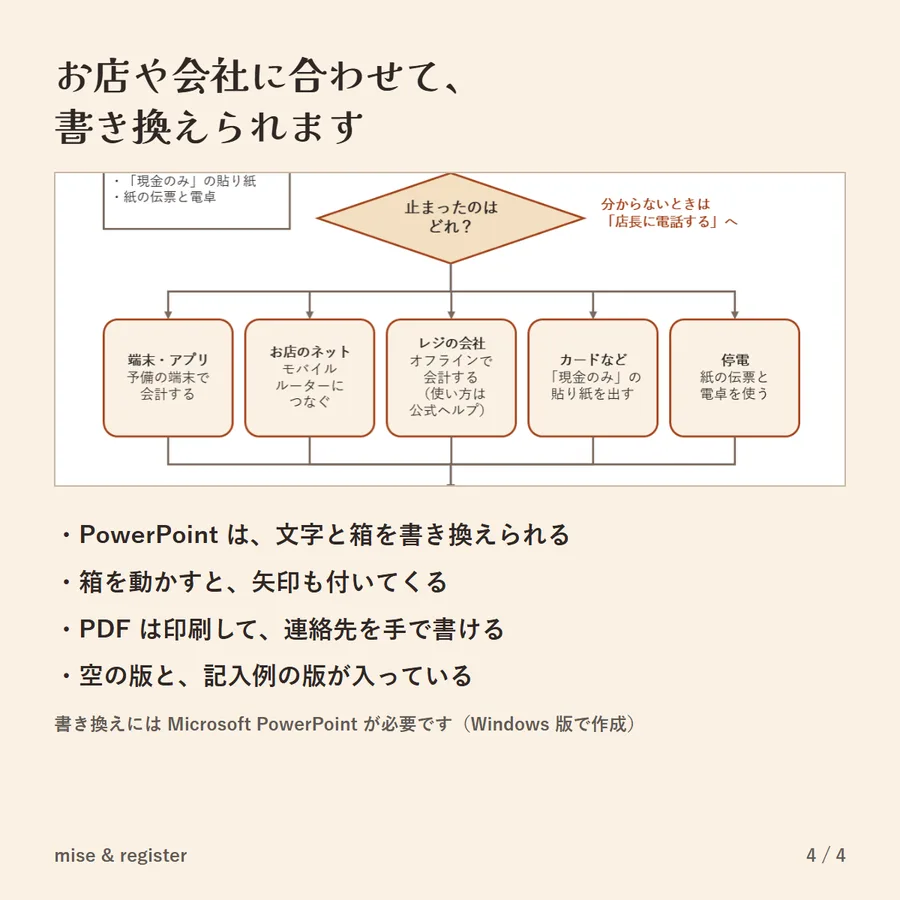 お店や会社に合わせて、
書き換えられます
・「現金のみ」の貼り紙
・紙の伝票と電卓
止まったのは
どれ？
分からないときは
「店長に電話する」へ
端末・アプリ
予備の端末で
会計する
お店のネット
モバイル
ルーターに
つなぐ
レジの会社
オフラインで
会計する
（使い方は
公式ヘルプ）
カードなど
「現金のみ」の
貼り紙を出す
停電
紙の伝票と
電卓を使う
・PowerPoint は、文字と箱を書き換えられる
・箱を動かすと、矢印も付いてくる
・PDF は印刷して、連絡先を手で書ける
・空の版と、記入例の版が入っている
書き換えには Microsoft PowerPoint が必要です（Windows 版で作成）
mise & register
4 / 4